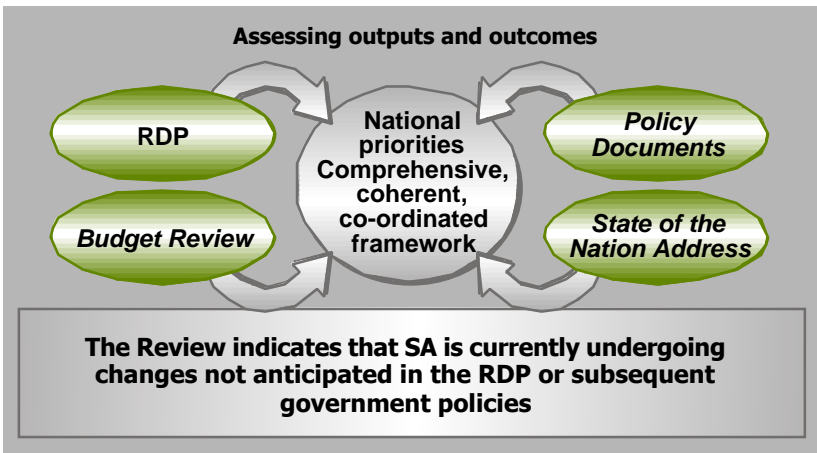 Assessing outputs and outcomes
RDP
Budget Review
National
priorities
Comprehensive,
coherent,
co-ordinated
framework
Policy
Documents
State of the
Nation Address
The Review indicates that SA is currently undergoing
changes not anticipated in the RDP or subsequent
government policies